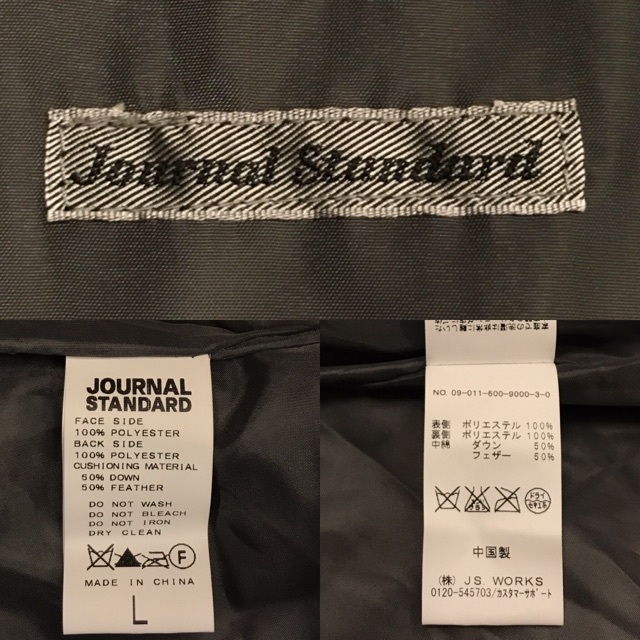 Journal Standard
JOURNAL
STANDARD
FACE SIDE
100% POLYESTER
BACK SIDE
100% POLYESTER
CUSHIONING MATERIAL
50% DOWN
50% FEATHER
DO NOT WASH
DO NOT BLEACH
DO NOT IRON
DRY CLEAN
F
MADE IN CHINA
L
NO. 09-011-600-9000-3-0
表側 ポリエステル 100%
裏側 ポリエステル 100%
中綿 ダウン 50%
フェザー 50%
ドライ
セキユ系
中国製
(株) J.S. WORKS
0120-545703/カスタマーサポート